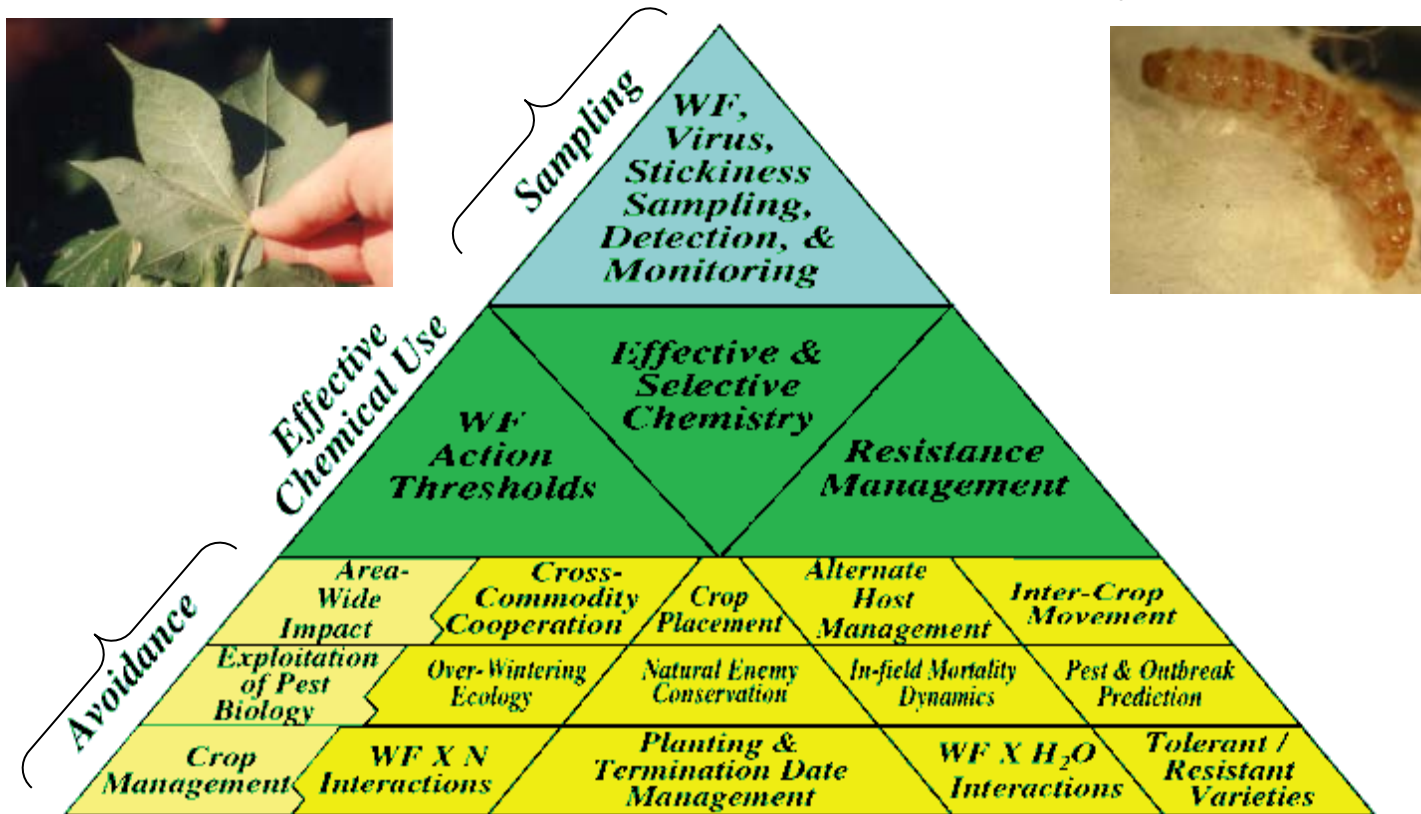 Sampling
WF,
Virus,
Stickiness
Sampling,
Detection, &
Monitoring
Effective
Chemical Use
WF
Action
Thresholds
Effective &
Selective
Chemistry
Resistance
Management
Avoidance
Area-
Wide
Impact
Cross-
Commodity
Cooperation
Crop
Placement
Alternate
Host
Management
Inter-Crop
Movement
Exploitation
of Pest
Biology
Over-Wintering
Ecology
Natural Enemy
Conservation
In-field Mortality
Dynamics
Pest & Outbreak
Prediction
Crop
Management
WF X N
Interactions
Planting &
Termination Date
Management
WF X H₂O
Interactions
Tolerant /
Resistant
Varieties